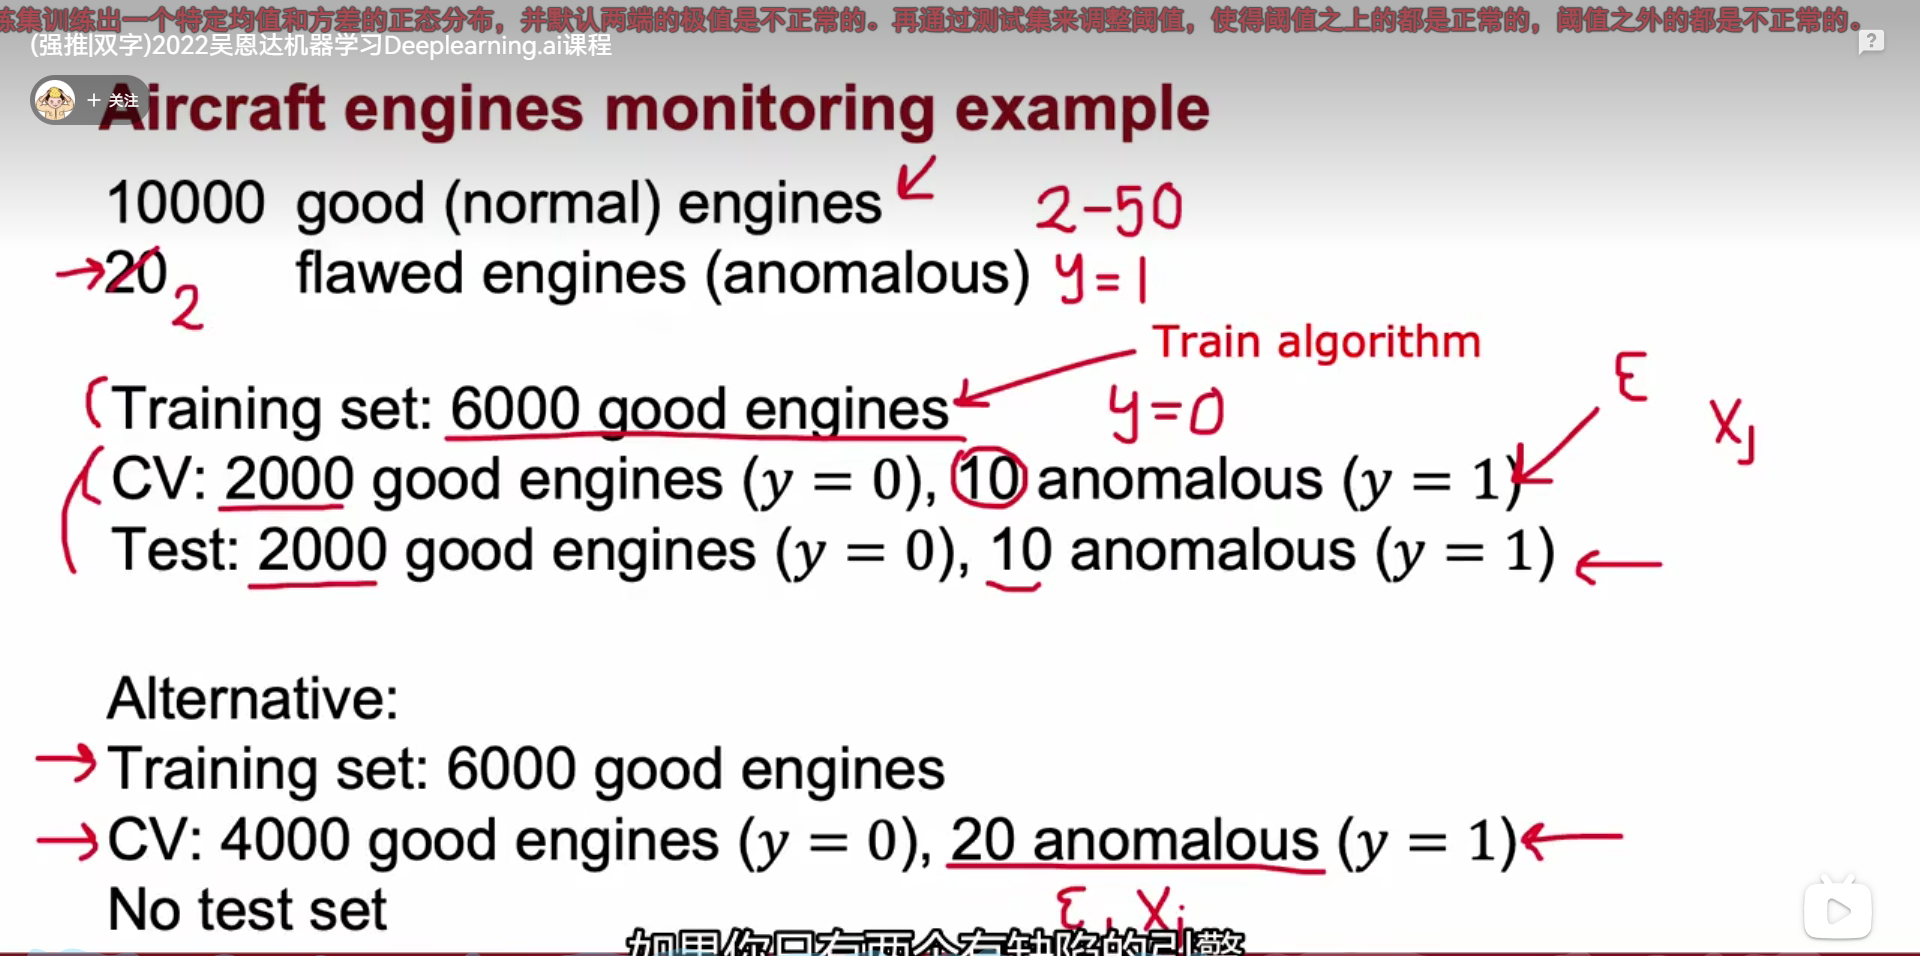 练集训练出一个特定均值和方差的正态分布，并默认两端的极值是不正常的。再通过测试集来调整阈值，使得阈值之上的都是正常的，阈值之外的都是不正常的。
(强推|双字)2022吴恩达机器学习Deeplearning.ai课程
+ 关注
Aircraft engines monitoring example
10000 good (normal) engines 2-50
20 2 flawed engines (anomalous) y=1
Train algorithm
Training set: 6000 good engines y=0 ε xj
CV: 2000 good engines (y = 0), 10 anomalous (y = 1)
Test: 2000 good engines (y = 0), 10 anomalous (y = 1)
Alternative:
Training set: 6000 good engines
CV: 4000 good engines (y = 0), 20 anomalous (y = 1)
No test set ε, xj
如果你只有两个有缺陷的引擎